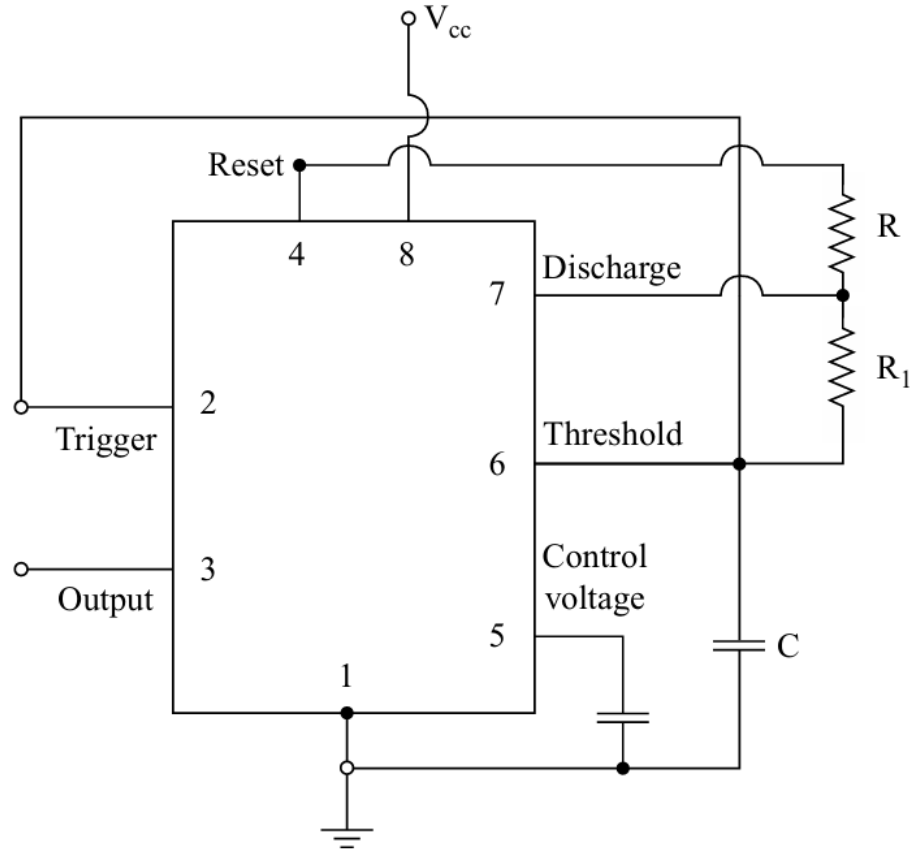 Vcc
Reset
4
8
Discharge
7
R
R1
2
Trigger
Threshold
6
3
Output
Control
voltage
5
1
C